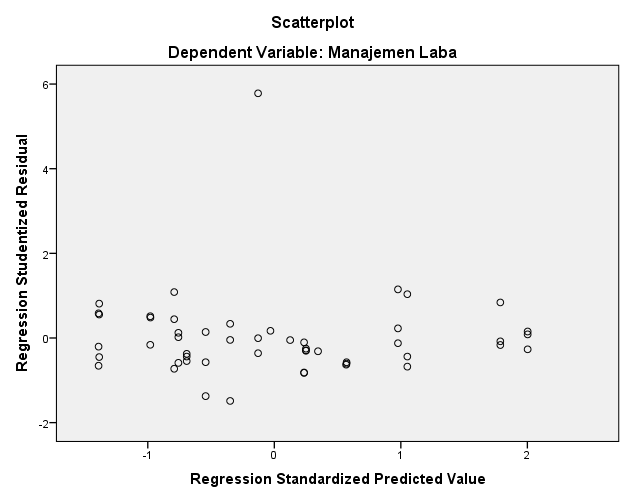 Scatterplot
Dependent Variable: Manajemen Laba
Regression Studentized Residual
6
4
2
0
-2
-1
0
1
2
Regression Standardized Predicted Value